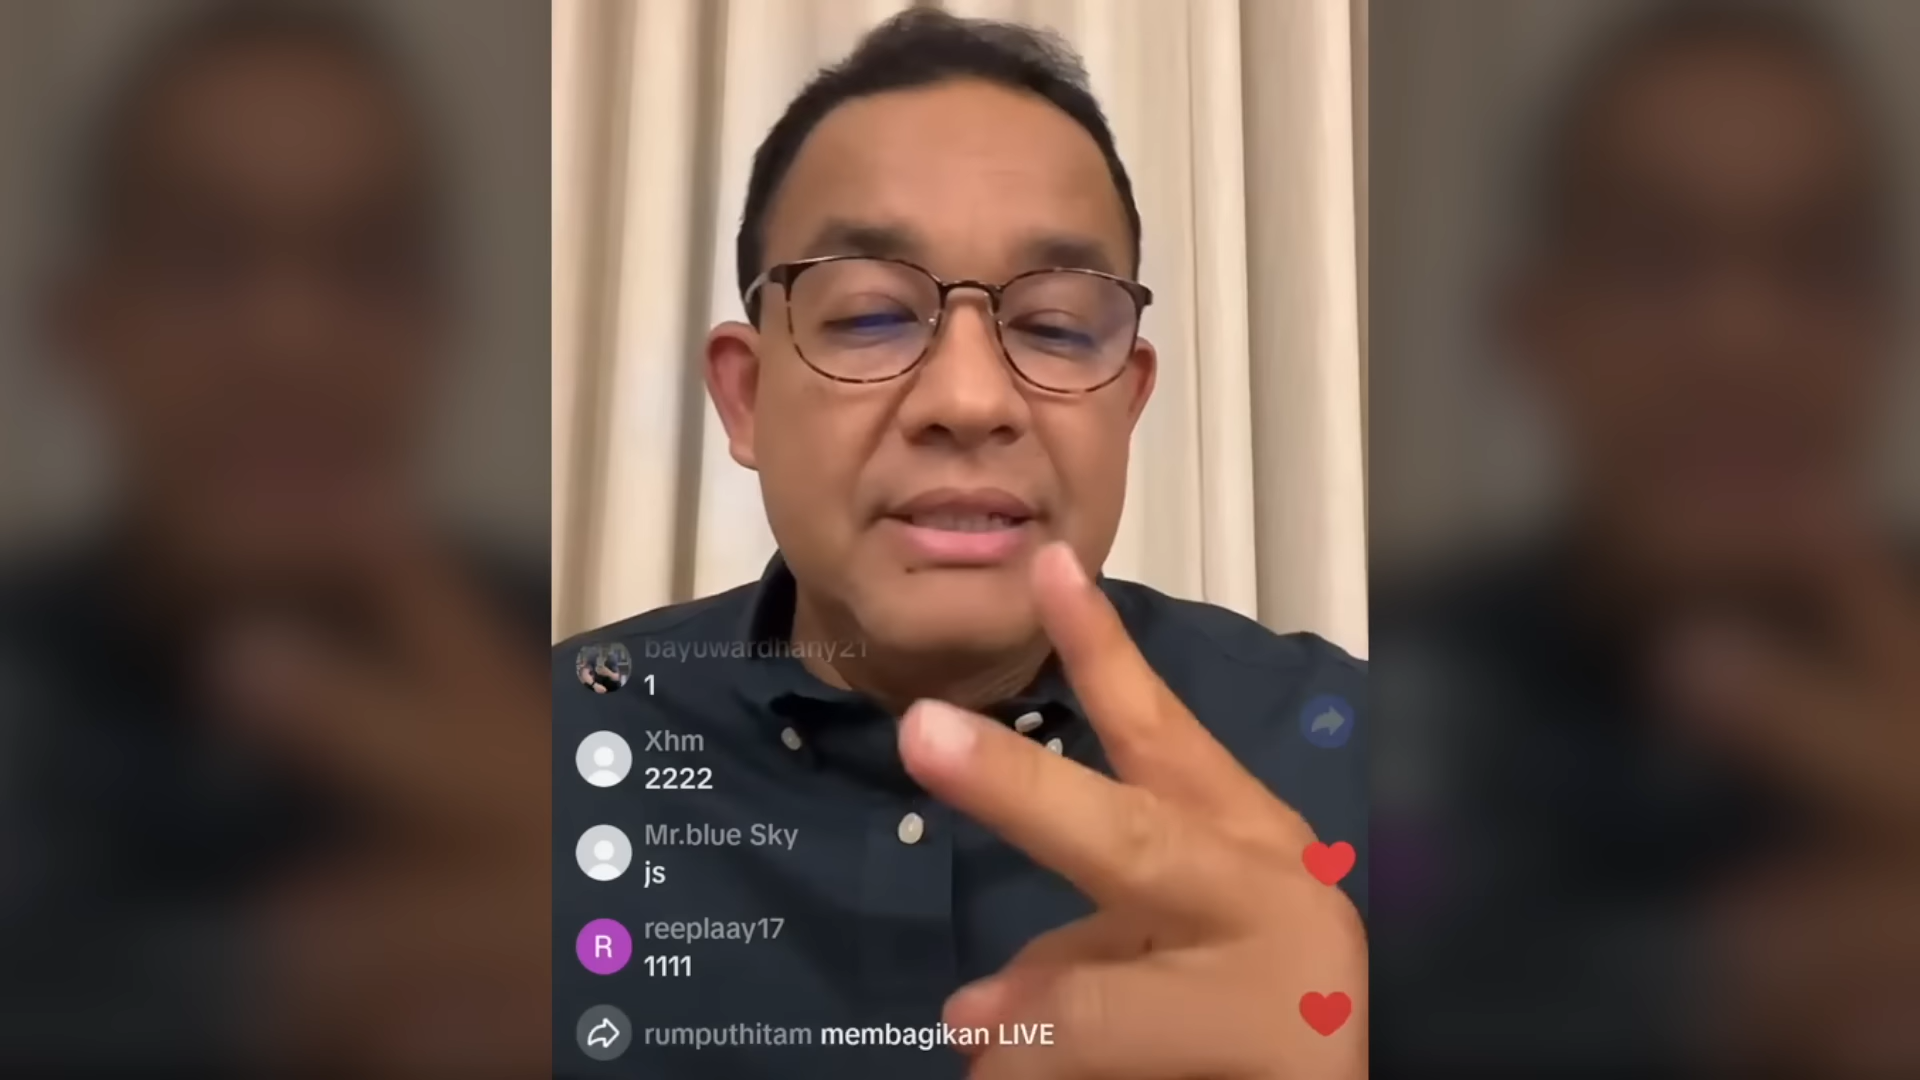 bayuwardhany21
1
Xhm
2222
Mr.blue Sky
js
R
reeplaay17
1111
rumputhitam membagikan LIVE